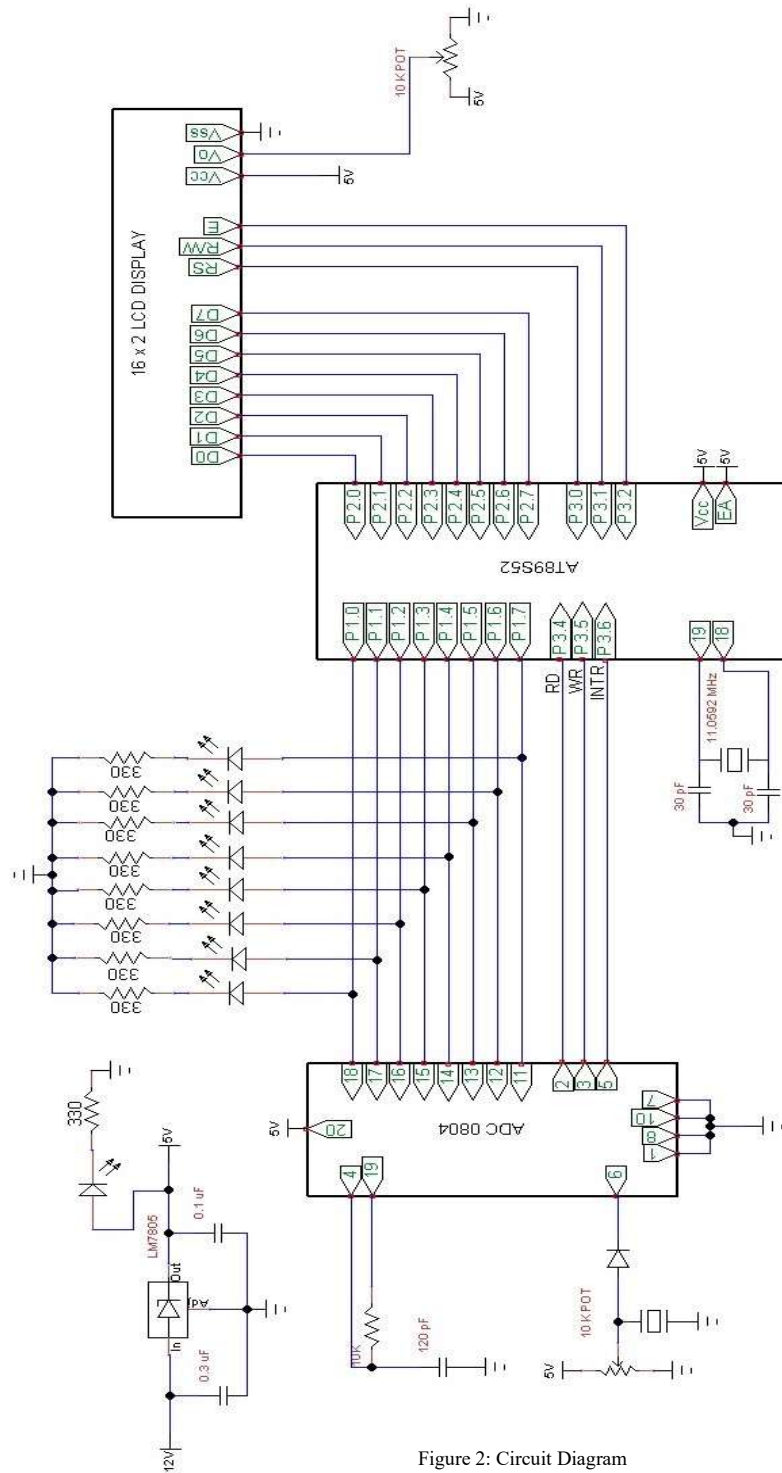 16 x 2 LCD DISPLAY
Vss
Vo
Vcc
E
R/W
RS
D7
D6
D5
D4
D3
D2
D1
D0
10 K POT
5V
5V
P2.0
P2.1
P2.2
P2.3
P2.4
P2.5
P2.6
P2.7
P3.0
P3.1
P3.2
Vcc
5V
EA
5V
AT89S52
P1.0
P1.1
P1.2
P1.3
P1.4
P1.5
P1.6
P1.7
P3.4
P3.5
P3.6
19
18
RD
WR
INTR
11.0592 MHz
30 pF
30 pF
330
330
330
330
330
330
330
330
18
17
16
15
14
13
12
11
2
3
5
ADC 0804
20
5V
4
19
6
7
10
8
1
10K
120 pF
10 K POT
5V
330
5V
0.1 uF
LM7805
Out
Adj
In
0.3 uF
12V
Figure 2: Circuit Diagram